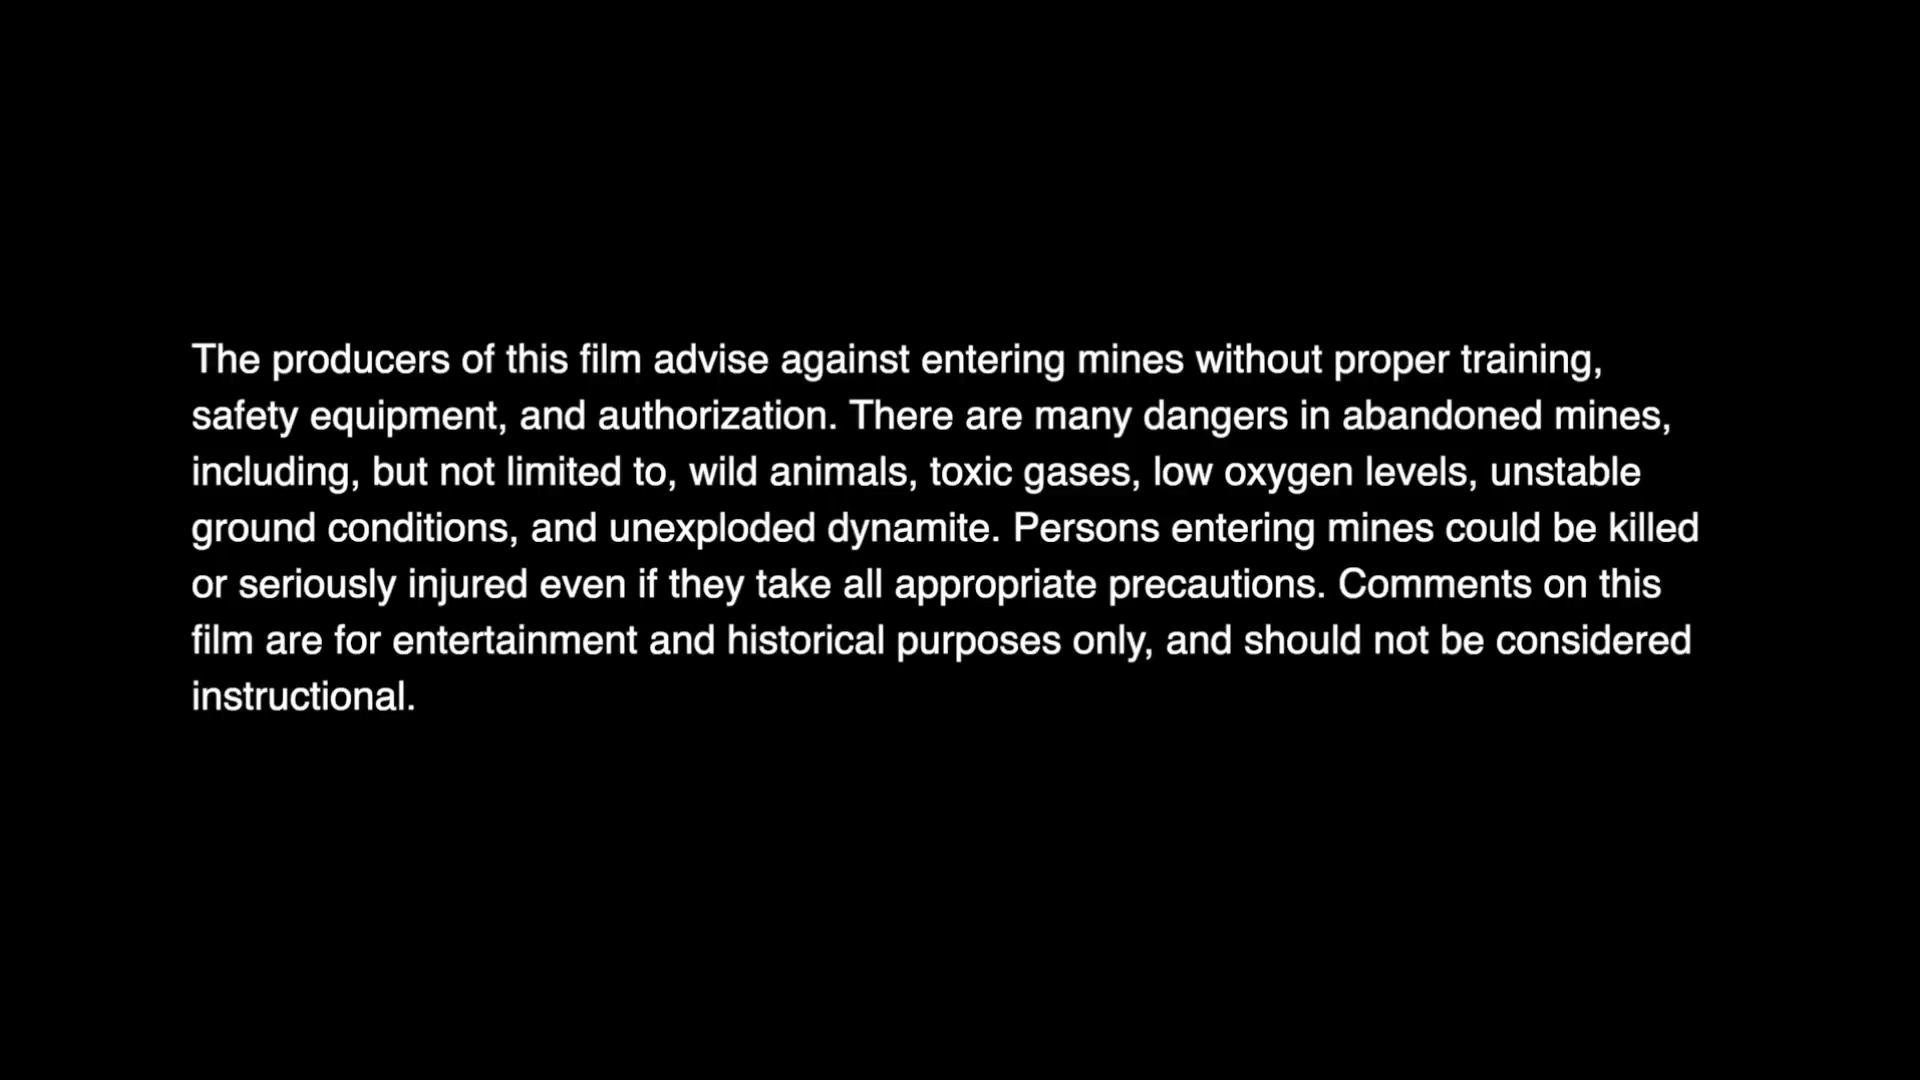 The producers of this film advise against entering mines without proper training,
safety equipment, and authorization. There are many dangers in abandoned mines,
including, but not limited to, wild animals, toxic gases, low oxygen levels, unstable
ground conditions, and unexploded dynamite. Persons entering mines could be killed
or seriously injured even if they take all appropriate precautions. Comments on this
film are for entertainment and historical purposes only, and should not be considered
instructional.